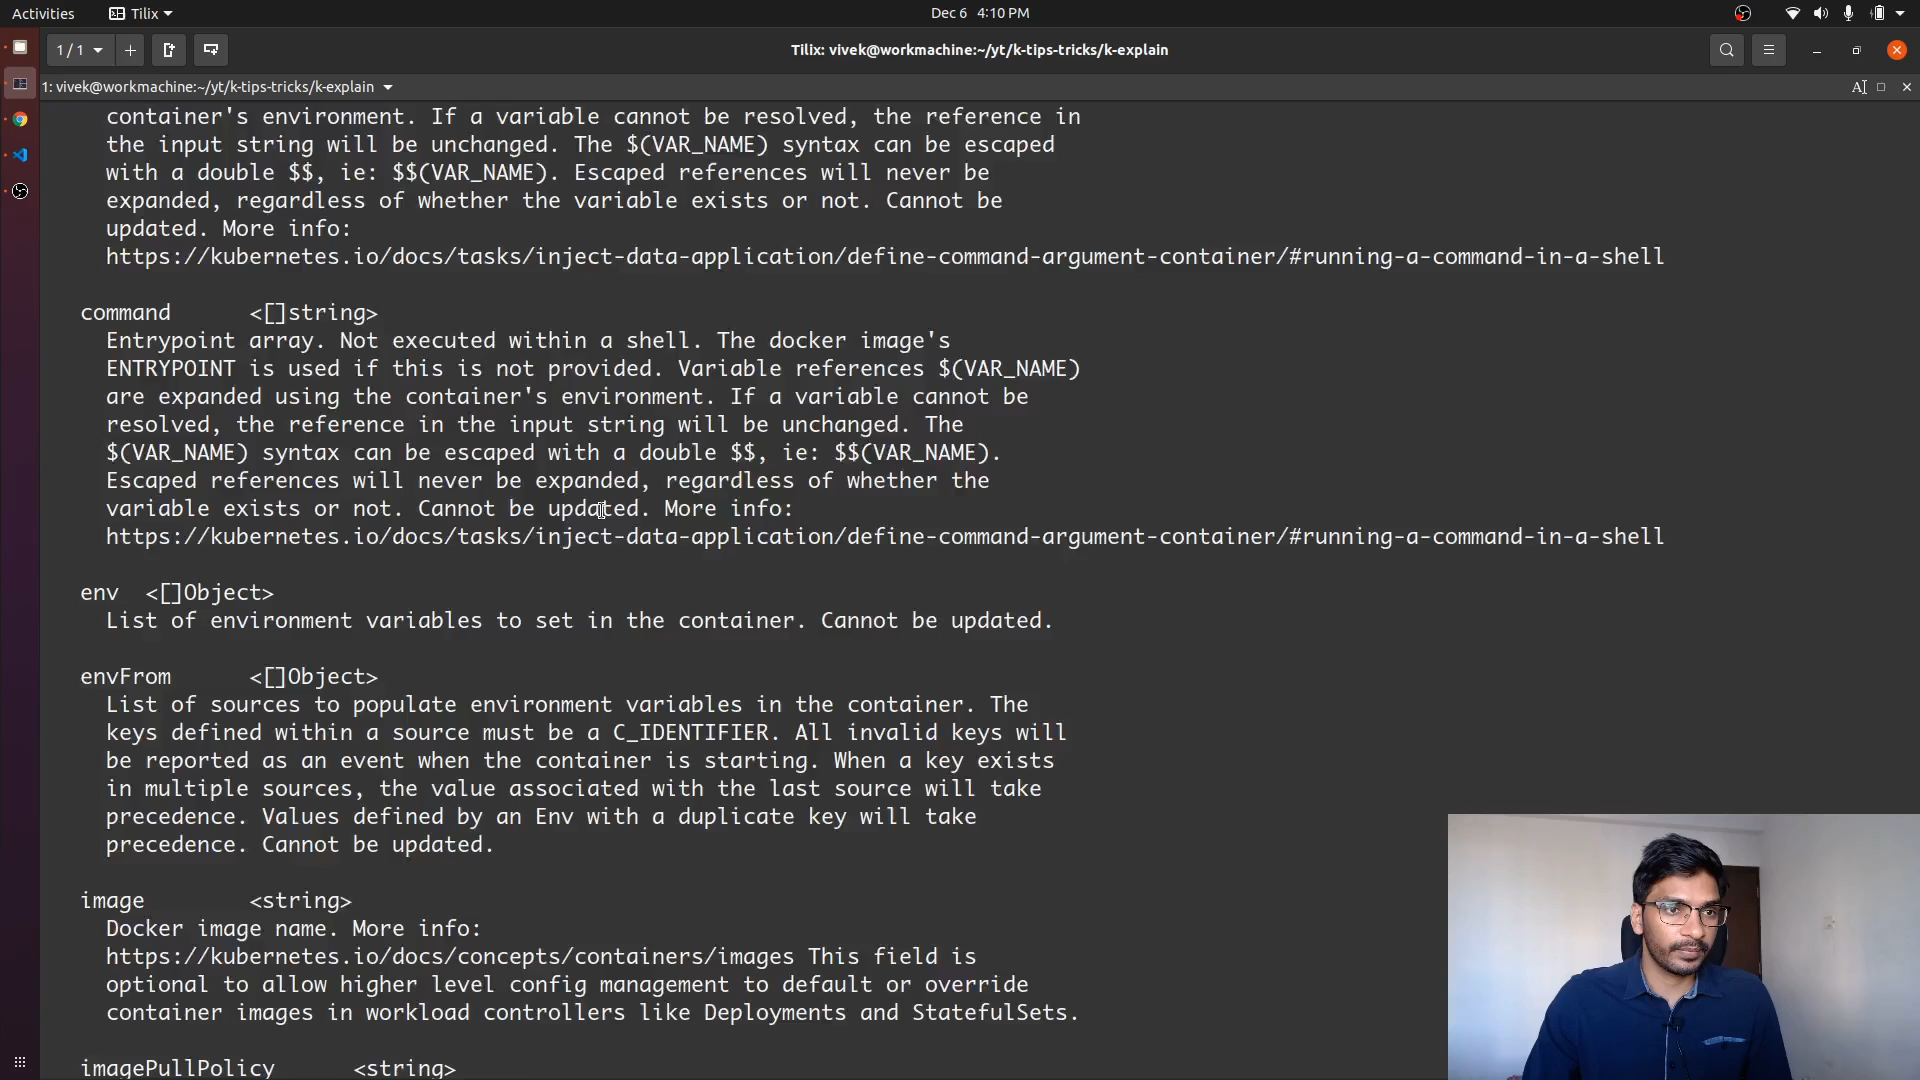 Activities
Tilix
Dec 6 4:10 PM
1 / 1
Tilix: vivek@workmachine:~/yt/k-tips-tricks/k-explain
1: vivek@workmachine:~/yt/k-tips-tricks/k-explain
container's environment. If a variable cannot be resolved, the reference in
the input string will be unchanged. The $(VAR_NAME) syntax can be escaped
with a double $$, ie: $$(VAR_NAME). Escaped references will never be
expanded, regardless of whether the variable exists or not. Cannot be
updated. More info:
https://kubernetes.io/docs/tasks/inject-data-application/define-command-argument-container/#running-a-command-in-a-shell
command <[]string>
Entrypoint array. Not executed within a shell. The docker image's
ENTRYPOINT is used if this is not provided. Variable references $(VAR_NAME)
are expanded using the container's environment. If a variable cannot be
resolved, the reference in the input string will be unchanged. The
$(VAR_NAME) syntax can be escaped with a double $$, ie: $$(VAR_NAME).
Escaped references will never be expanded, regardless of whether the
variable exists or not. Cannot be updated. More info:
https://kubernetes.io/docs/tasks/inject-data-application/define-command-argument-container/#running-a-command-in-a-shell
env <[]Object>
List of environment variables to set in the container. Cannot be updated.
envFrom <[]Object>
List of sources to populate environment variables in the container. The
keys defined within a source must be a C_IDENTIFIER. All invalid keys will
be reported as an event when the container is starting. When a key exists
in multiple sources, the value associated with the last source will take
precedence. Values defined by an Env with a duplicate key will take
precedence. Cannot be updated.
image <string>
Docker image name. More info:
https://kubernetes.io/docs/concepts/containers/images This field is
optional to allow higher level config management to default or override
container images in workload controllers like Deployments and StatefulSets.
imagePullPolicy <string>